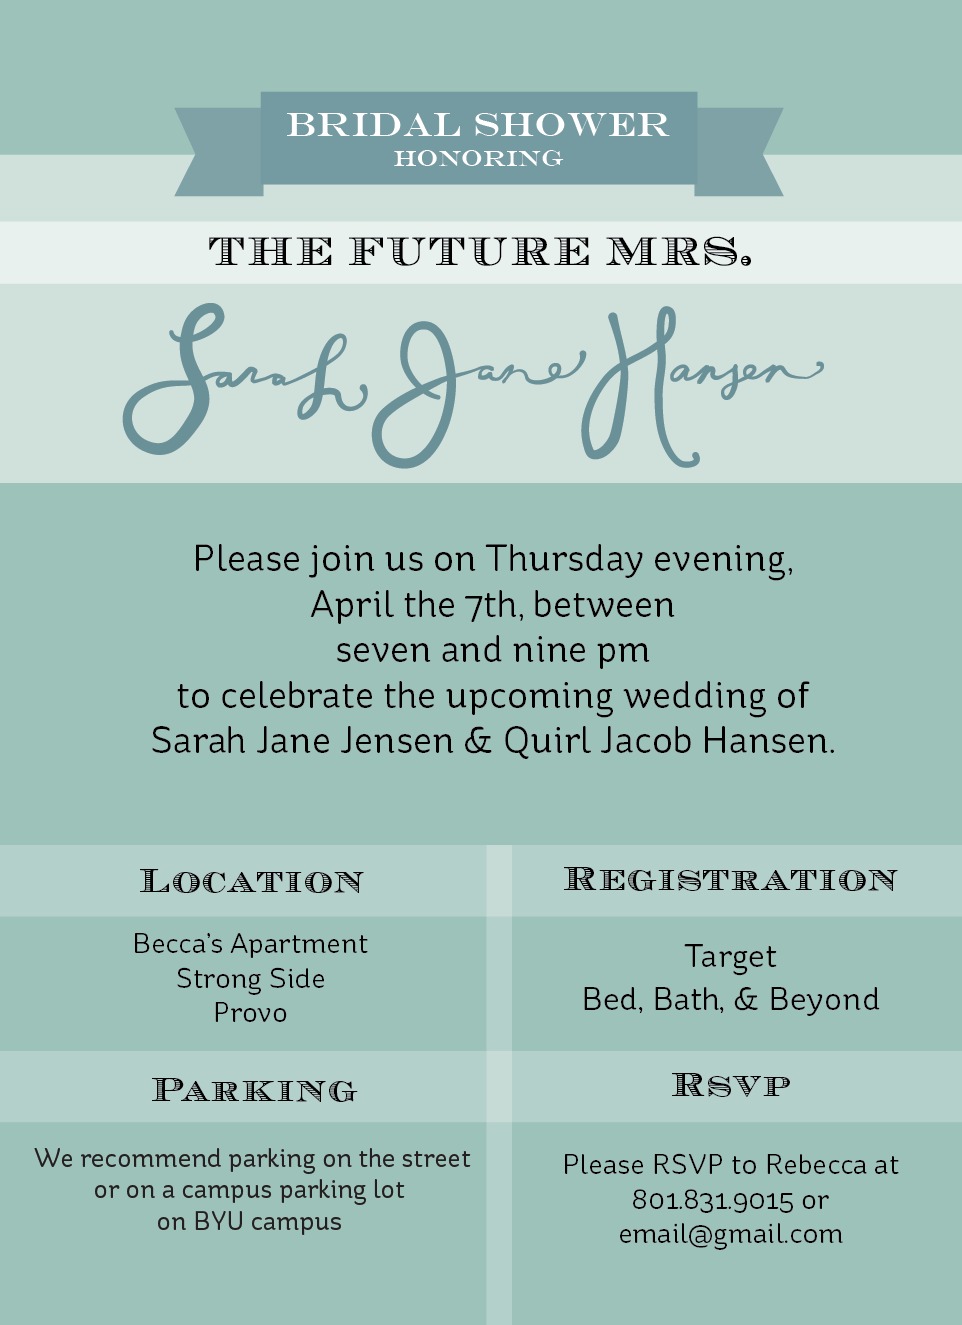 BRIDAL SHOWER
HONORING
THE FUTURE MRS.
Sarah Jane Hansen
Please join us on Thursday evening,
April the 7th, between
seven and nine pm
to celebrate the upcoming wedding of
Sarah Jane Jensen & Quirl Jacob Hansen.
LOCATION
Becca's Apartment
Strong Side
Provo
REGISTRATION
Target
Bed, Bath, & Beyond
PARKING
We recommend parking on the street
or on a campus parking lot
on BYU campus
RSVP
Please RSVP to Rebecca at
801.831.9015 or
email@gmail.com